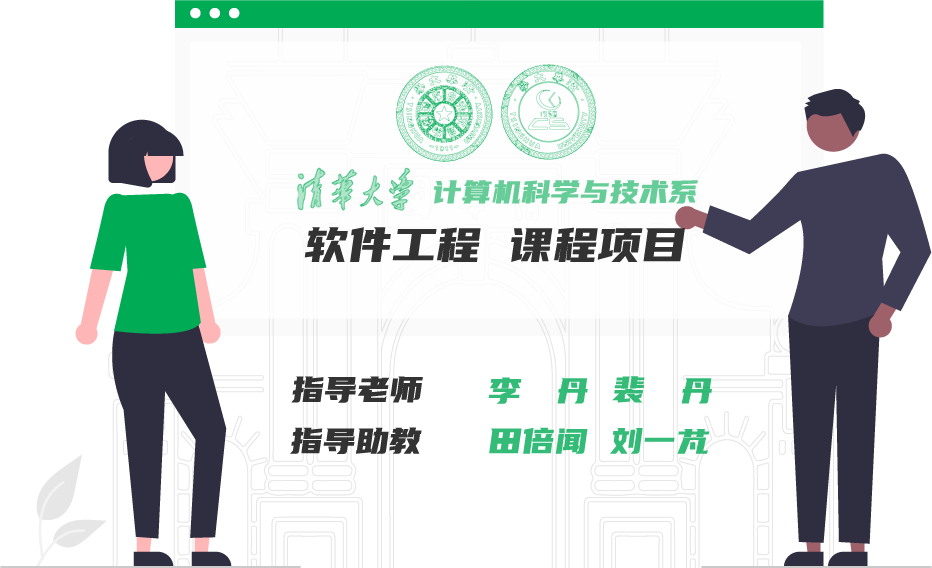 清华大学 计算机科学与技术系
软件工程 课程项目
指导老师 李 丹 裴 丹
指导助教 田倍闻 刘一芃